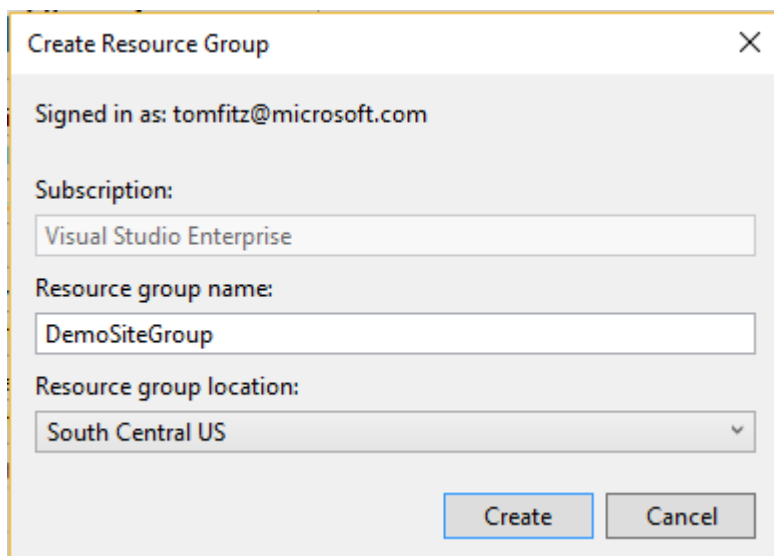 Create Resource Group
Signed in as: tomfitz@microsoft.com
Subscription:
Visual Studio Enterprise
Resource group name:
DemoSiteGroup
Resource group location:
South Central US
Create
Cancel